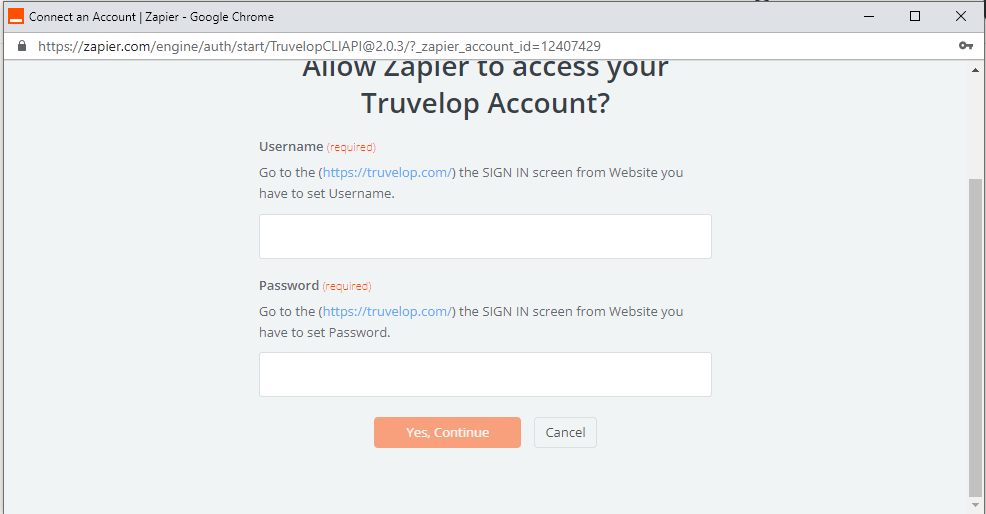 Connect an Account | Zapier - Google Chrome
https://zapier.com/engine/auth/start/TruvelopCLIAPI@2.0.3/?_zapier_account_id=12407429
Allow Zapier to access your
Truvelop Account?
Username (required)
Go to the (https://truvelop.com/) the SIGN IN screen from Website you
have to set Username.
Password (required)
Go to the (https://truvelop.com/) the SIGN IN screen from Website you
have to set Password.
Yes, Continue Cancel